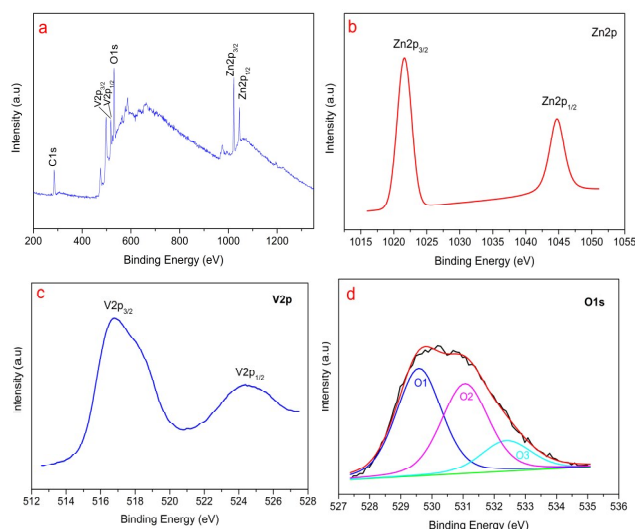 a
C1s
V2p3/2
V2p1/2
O1s
Zn2p3/2
Zn2p1/2
Intensity (a.u)
200 400 600 800 1000 1200
Binding Energy (eV)
b
Zn2p
Zn2p3/2
Zn2p1/2
Intensity (a.u)
1015 1020 1025 1030 1035 1040 1045 1050 1055
Binding Energy (eV)
c
V2p
V2p3/2
V2p1/2
ntensity (a.u)
512 514 516 518 520 522 524 526 528
Binding Energy (eV)
d
O1s
O1
O2
O3
Intensity (a.u)
527 528 529 530 531 532 533 534 535 536
Binding Energy (eV)